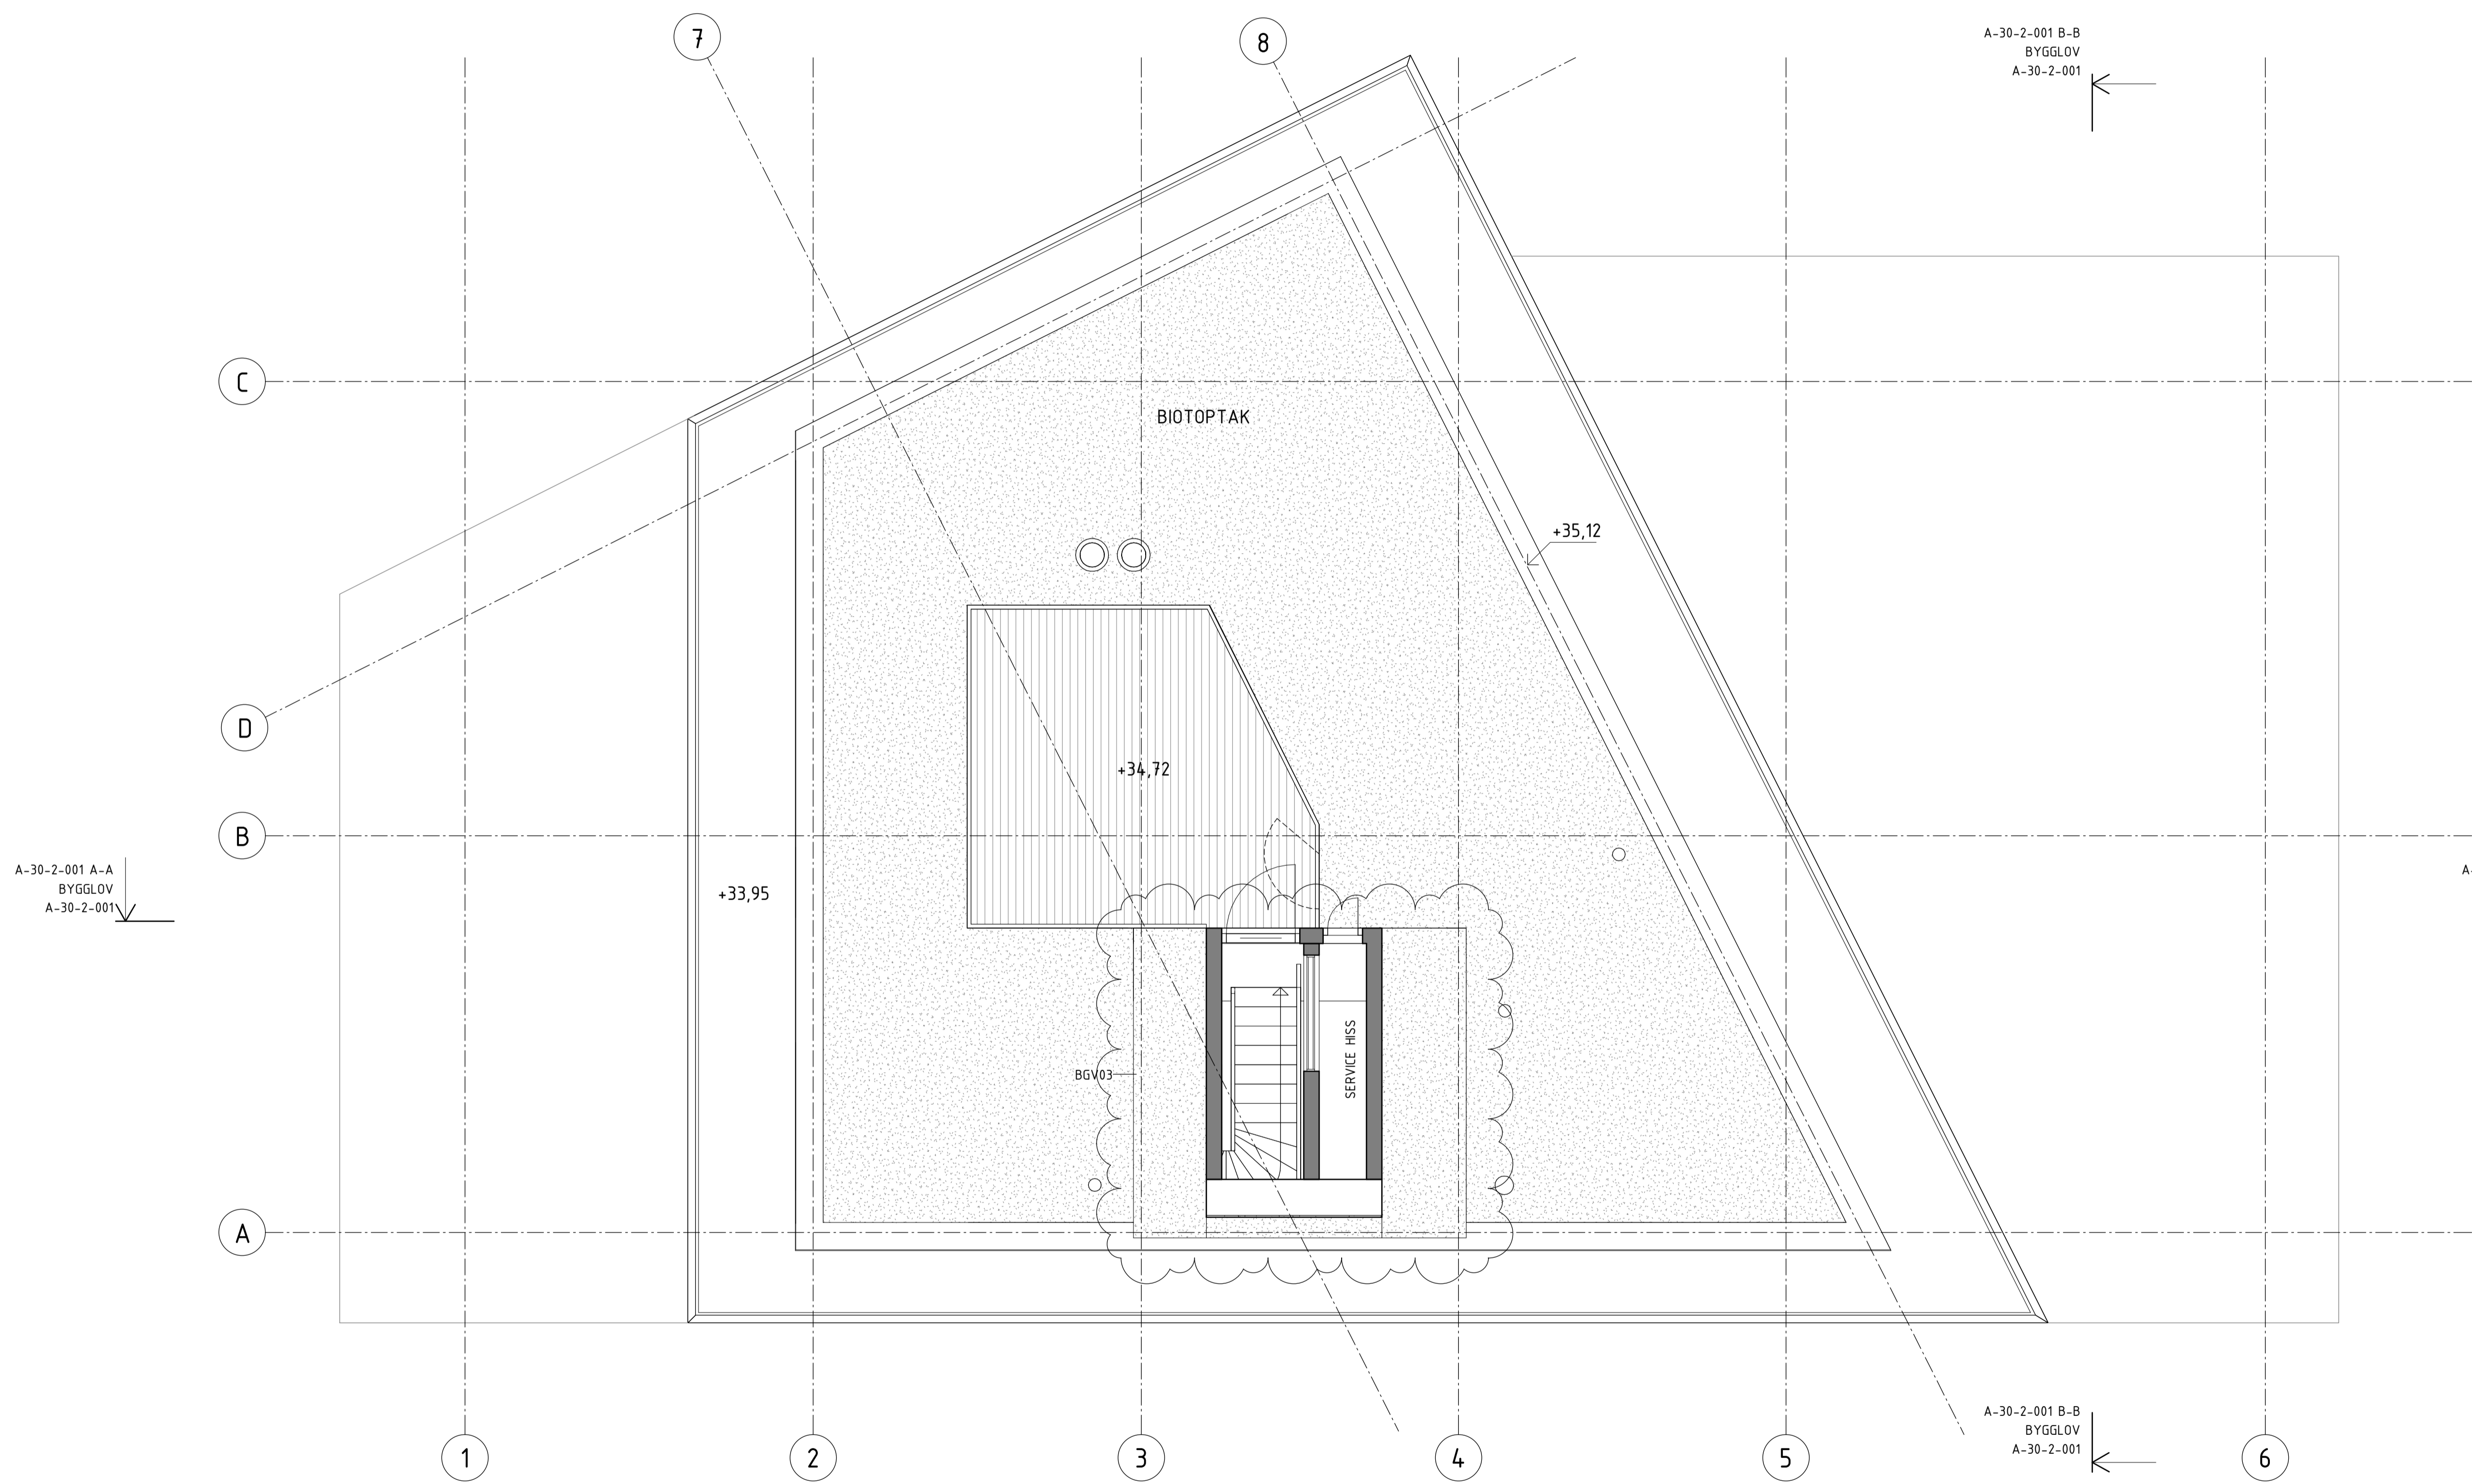 7
8
A-30-2-001 B-B
BYGGLOV
A-30-2-001
C
BIOTOPTAK
+35,12
D
+34,72
B
A-30-2-001 A-A
BYGGLOV
A-30-2-001
A-
+33,95
SERVICE HISS
BGV03
A
A-30-2-001 B-B
BYGGLOV
A-30-2-001
1
2
3
4
5
6